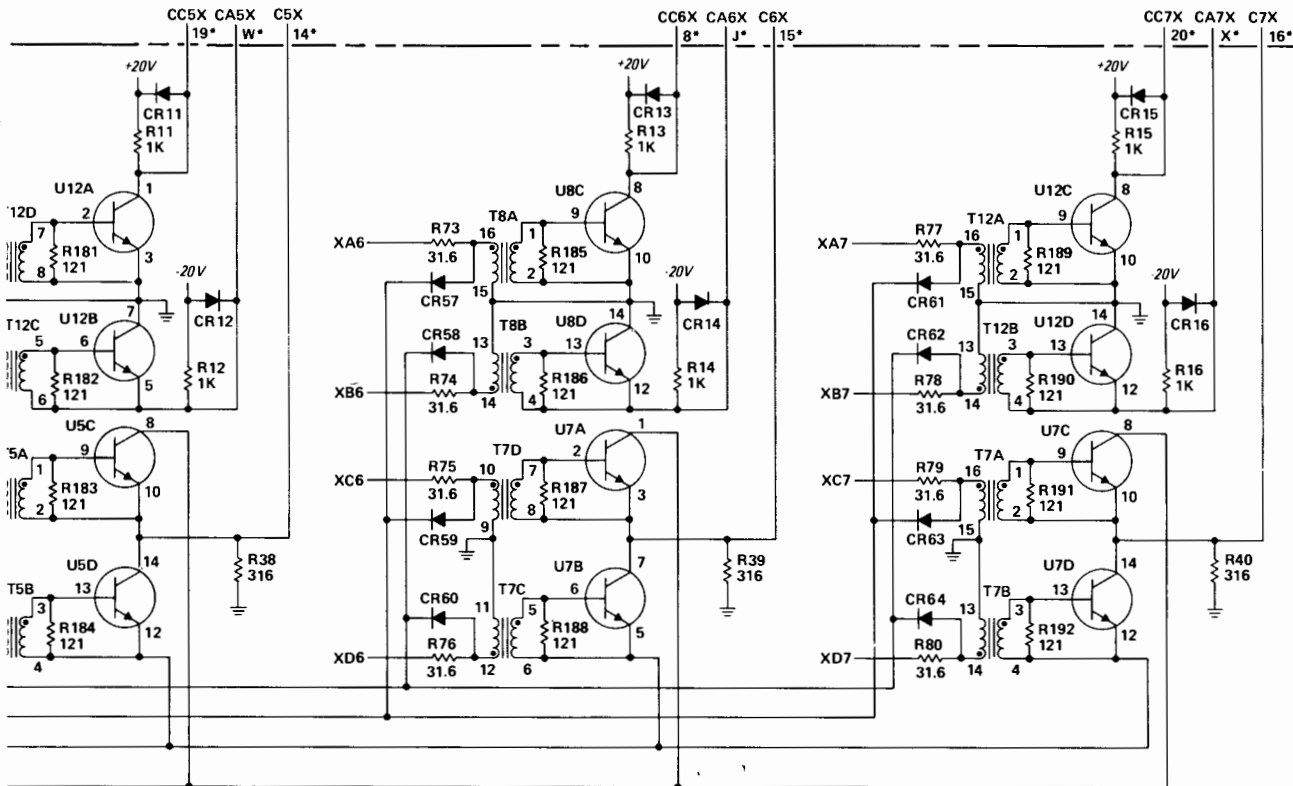 CC5X CA5X C5X
19* W* 14*
CC6X CA6X C6X
8* J* 15*
CC7X CA7X C7X
20* X* 16*
+20V
CR11
R11
1K
U12A
1
2
3
T12D
7
8
R181
121
-20V
CR12
R12
1K
U12B
7
6
5
T12C
5
6
R182
121
U5C
8
9
10
T5A
1
2
R183
121
R38
316
U5D
14
13
12
T5B
3
4
R184
121
+20V
CR13
R13
1K
U8C
8
9
10
XA6
R73
31.6
T8A
16
15
1
2
R185
121
CR57
-20V
CR14
R14
1K
U8D
14
13
12
CR58
T8B
13
14
3
4
R186
121
XB6
R74
31.6
U7A
1
2
3
XC6
R75
31.6
T7D
10
9
7
8
R187
121
CR59
R39
316
U7B
7
6
5
CR60
T7C
11
12
5
6
R188
121
XD6
R76
31.6
+20V
CR15
R15
1K
U12C
8
9
10
XA7
R77
31.6
T12A
16
15
1
2
R189
121
CR61
-20V
CR16
R16
1K
U12D
14
13
12
CR62
T12B
13
14
3
4
R190
121
XB7
R78
31.6
U7C
8
9
10
XC7
R79
31.6
T7A
16
15
1
2
R191
121
CR63
R40
316
U7D
14
13
12
CR64
T7B
13
14
3
4
R192
121
XD7
R80
31.6